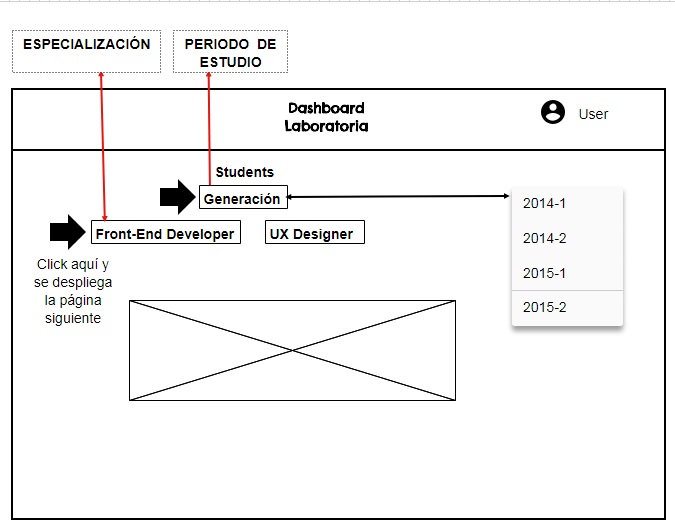 ESPECIALIZACIÓN
PERIODO DE
ESTUDIO
Dashboard
Laboratoria
User
Students
Generación
Front-End Developer
UX Designer
Click aquí y
se despliega
la página
siguiente
2014-1
2014-2
2015-1
2015-2